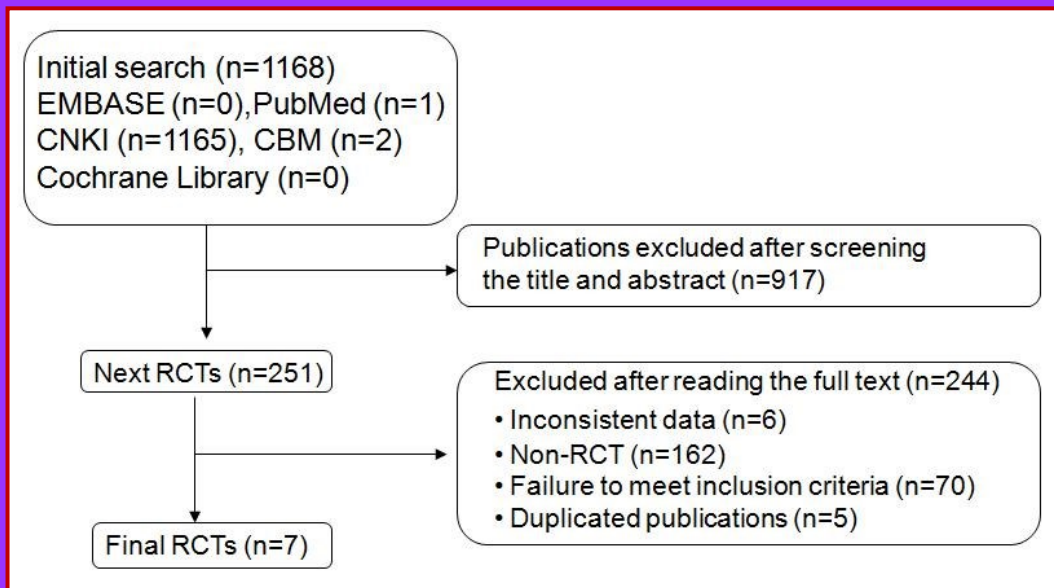 Initial search (n=1168)
EMBASE (n=0),PubMed (n=1)
CNKI (n=1165), CBM (n=2)
Cochrane Library (n=0)
Publications excluded after screening
the title and abstract (n=917)
Next RCTs (n=251)
Excluded after reading the full text (n=244)
• Inconsistent data (n=6)
• Non-RCT (n=162)
• Failure to meet inclusion criteria (n=70)
• Duplicated publications (n=5)
Final RCTs (n=7)